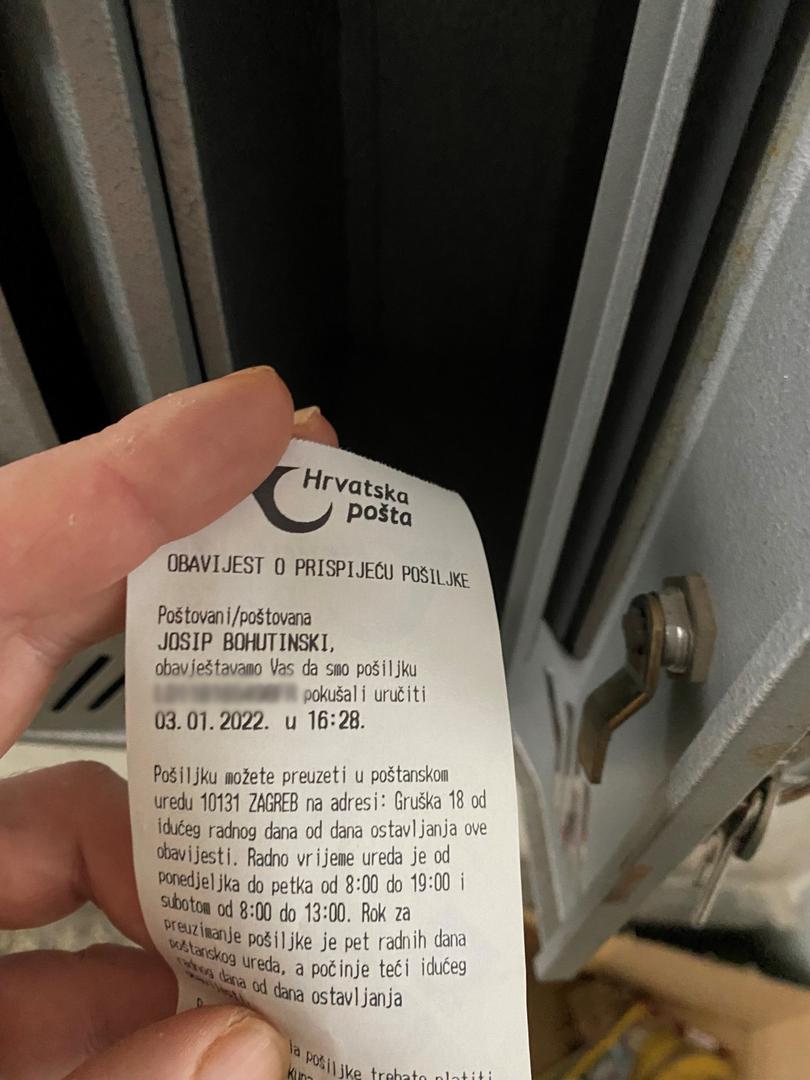 Hrvatska
pošta
OBAVIJEST O PRISPIJEĆU POŠILJKE
Poštovani/poštovana
JOSIP BOHUTINSKI,
obavještavamo Vas da smo pošiljku
pokušali uručiti
03.01.2022. u 16:28.
Pošiljku možete preuzeti u poštanskom
uredu 10131 ZAGREB na adresi: Gruška 18 od
idućeg radnog dana od dana ostavljanja ove
obavijesti. Radno vrijeme ureda je od
ponedjeljka do petka od 8:00 do 19:00 i
subotom od 8:00 do 13:00. Rok za
preuzimanje pošiljke je pet radnih dana
poštanskog ureda, a počinje teći idućeg
radnog dana od dana ostavljanja
pošiljke trebate platiti